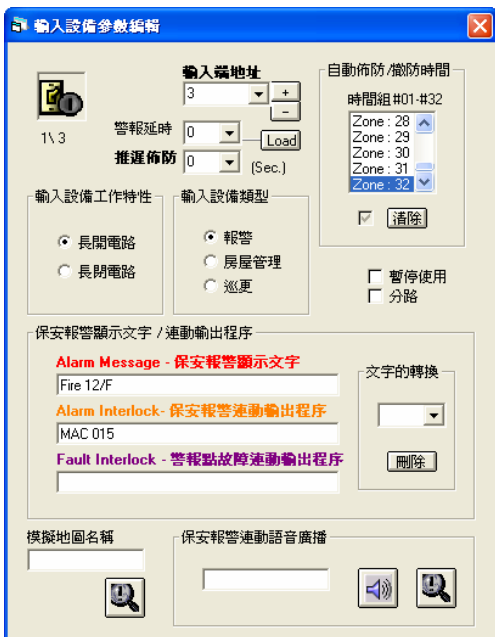 輸入設備參數編輯
輸入端地址
3
+
-
1\ 3
警報延時
0
Load
推遲佈防
0
(Sec.)
自動佈防/撤防時間
時間組#01-#32
Zone : 28
Zone : 29
Zone : 30
Zone : 31
Zone : 32
清除
輸入設備工作特性
長開電路
長閉電路
輸入設備類型
報警
房屋管理
巡更
暫停使用
分路
保安報警顯示文字 / 連動輸出程序
Alarm Message - 保安報警顯示文字
Fire 12/F
Alarm Interlock- 保安報警連動輸出程序
MAC 015
Fault Interlock - 警報點故障連動輸出程序
文字的轉換
刪除
模擬地圖名稱
保安報警連動語音廣播